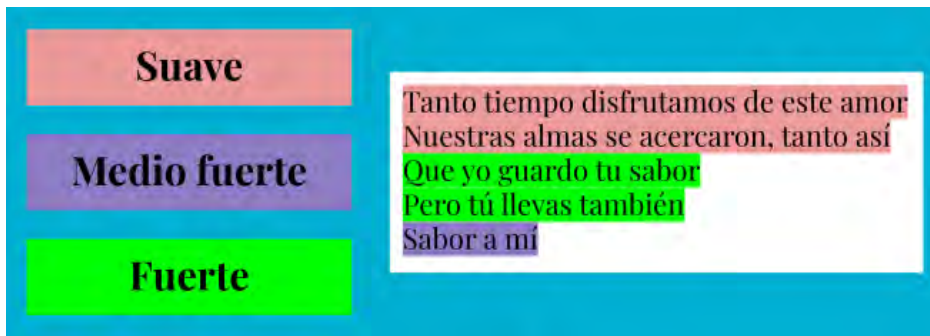 Suave
Medio fuerte
Fuerte
Tanto tiempo disfrutamos de este amor
Nuestras almas se acercaron, tanto así
Que yo guardo tu sabor
Pero tú llevas también
Sabor a mí